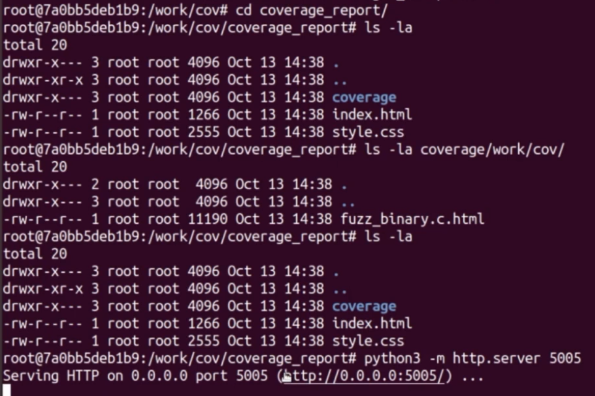 root@7a0bb5deb1b9:/work/cov# cd coverage_report/
root@7a0bb5deb1b9:/work/cov/coverage_report# ls -la
total 20
drwxr-x--- 3 root root 4096 Oct 13 14:38 .
drwxr-xr-x 3 root root 4096 Oct 13 14:38 ..
drwxr-x--- 3 root root 4096 Oct 13 14:38 coverage
-rw-r--r-- 1 root root 1266 Oct 13 14:38 index.html
-rw-r--r-- 1 root root 2555 Oct 13 14:38 style.css
root@7a0bb5deb1b9:/work/cov/coverage_report# ls -la coverage/work/cov/
total 20
drwxr-x--- 2 root root  4096 Oct 13 14:38 .
drwxr-x--- 3 root root  4096 Oct 13 14:38 ..
-rw-r--r-- 1 root root 11190 Oct 13 14:38 fuzz_binary.c.html
root@7a0bb5deb1b9:/work/cov/coverage_report# ls -la
total 20
drwxr-x--- 3 root root 4096 Oct 13 14:38 .
drwxr-xr-x 3 root root 4096 Oct 13 14:38 ..
drwxr-x--- 3 root root 4096 Oct 13 14:38 coverage
-rw-r--r-- 1 root root 1266 Oct 13 14:38 index.html
-rw-r--r-- 1 root root 2555 Oct 13 14:38 style.css
root@7a0bb5deb1b9:/work/cov/coverage_report# python3 -m http.server 5005
Serving HTTP on 0.0.0.0 port 5005 (http://0.0.0.0:5005/) ...